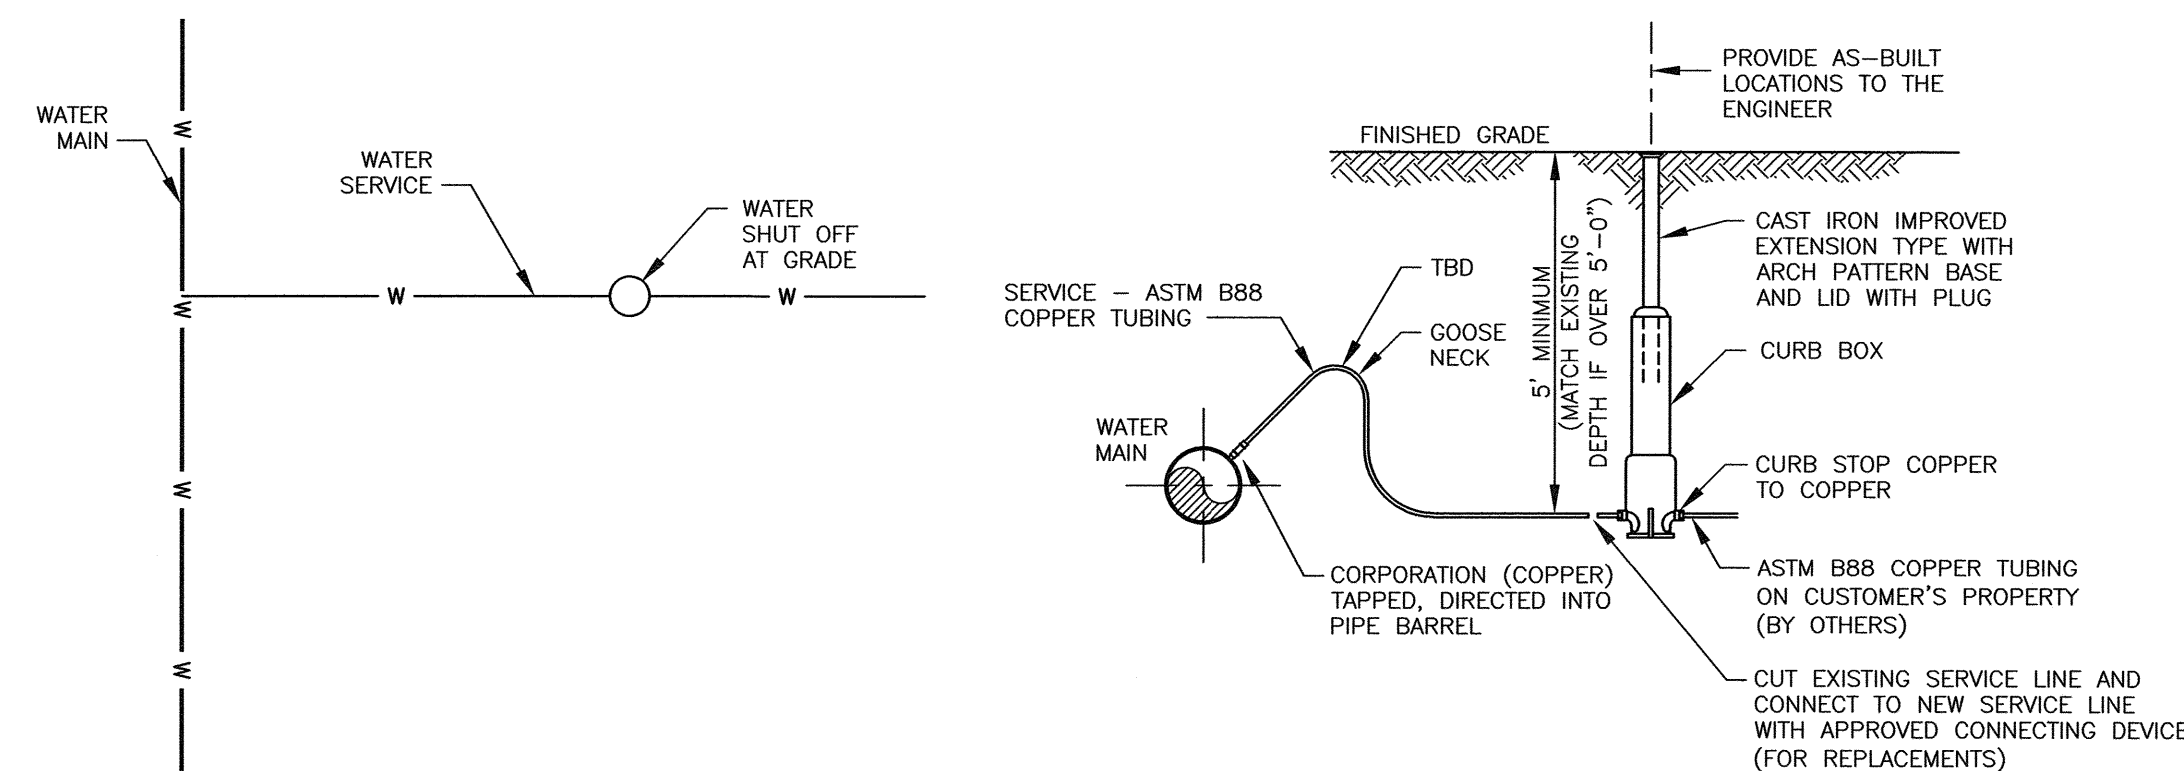 WATER
MAIN
W
WATER
SERVICE
WATER
SHUT OFF
AT GRADE
W
W
W
W
W
PROVIDE AS-BUILT
LOCATIONS TO THE
ENGINEER
FINISHED GRADE
CAST IRON IMPROVED
EXTENSION TYPE WITH
ARCH PATTERN BASE
AND LID WITH PLUG
TBD
SERVICE - ASTM B88
COPPER TUBING
GOOSE
NECK
5' MINIMUM
(MATCH EXISTING
DEPTH IF OVER 5'-0")
CURB BOX
WATER
MAIN
CURB STOP COPPER
TO COPPER
CORPORATION (COPPER)
TAPPED, DIRECTED INTO
PIPE BARREL
ASTM B88 COPPER TUBING
ON CUSTOMER'S PROPERTY
(BY OTHERS)
CUT EXISTING SERVICE LINE AND
CONNECT TO NEW SERVICE LINE
WITH APPROVED CONNECTING DEVICE
(FOR REPLACEMENTS)